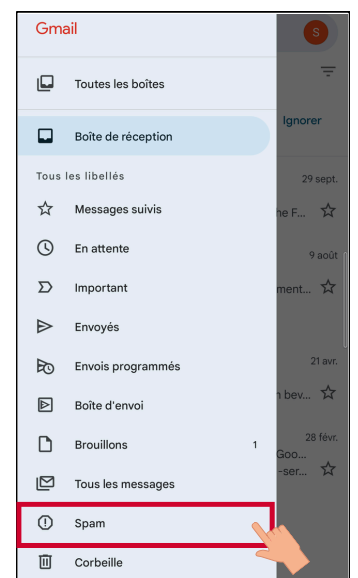 Gmail
S
Toutes les boîtes
Ignorer
Boîte de réception
Tous les libellés
29 sept.
Messages suivis
he F...
En attente
9 août
Important
ment...
Envoyés
Envois programmés
21 avr.
Boîte d'envoi
n bev...
Brouillons 1
28 févr.
Goo...
Tous les messages
-ser...
Spam
Corbeille